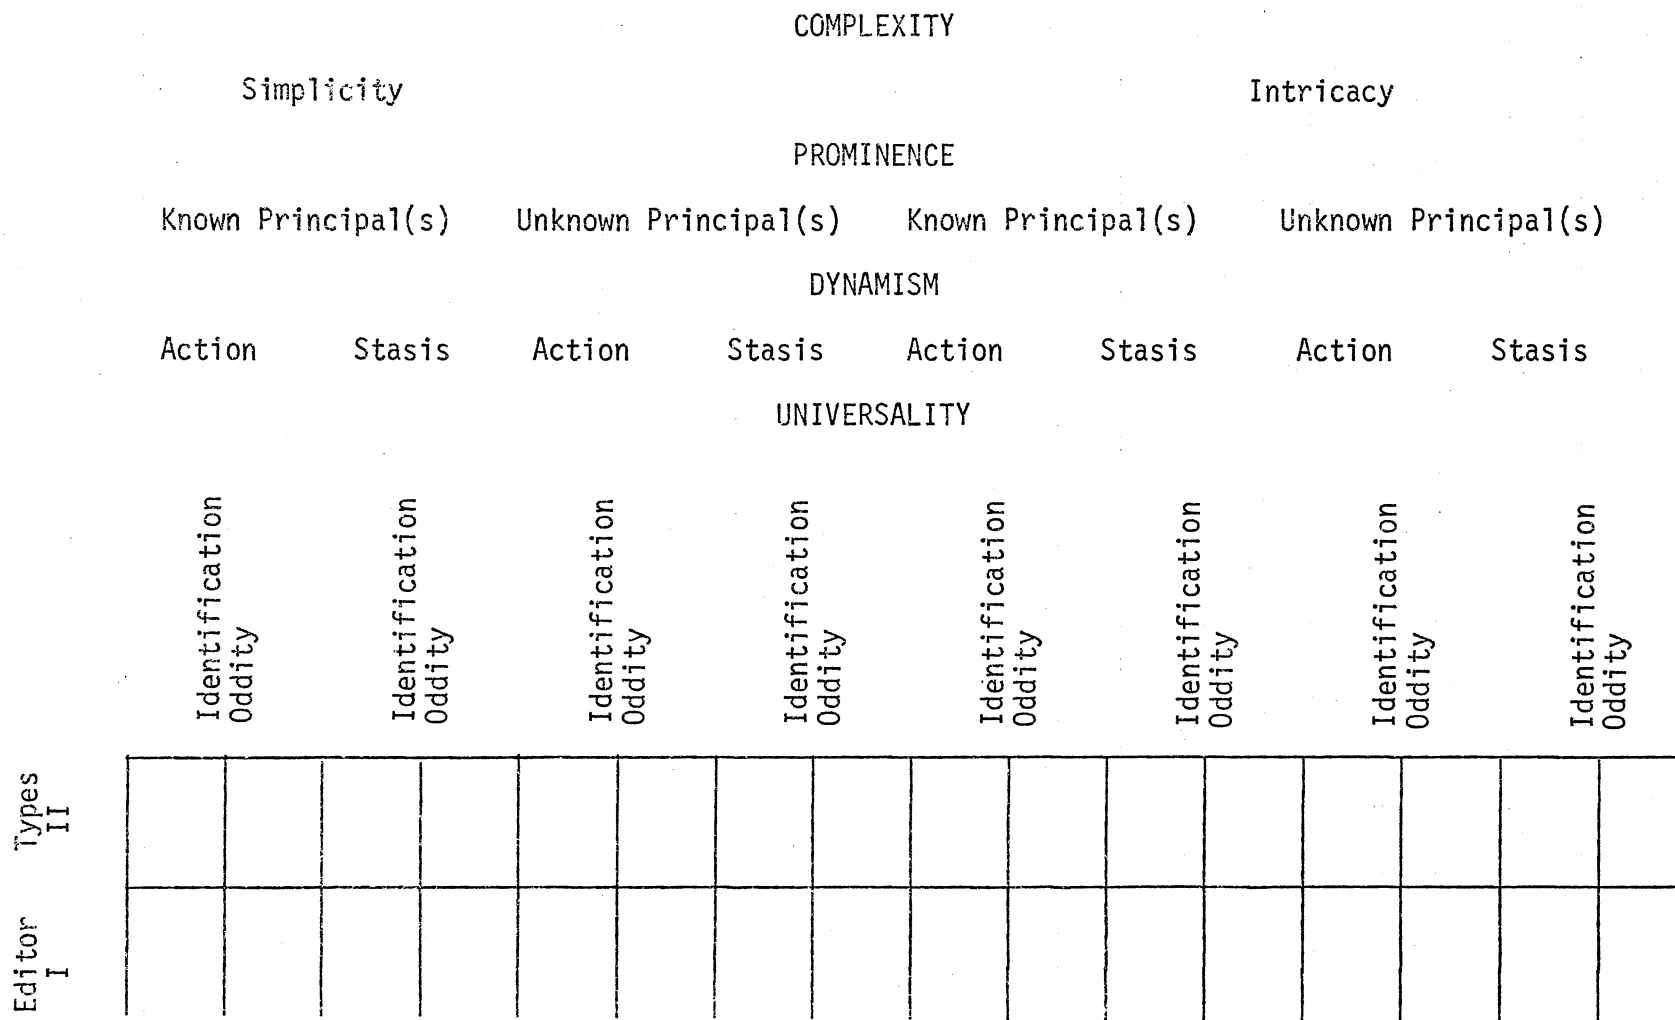 COMPLEXITY
Simplicity Intricacy
PROMINENCE
Known Principal(s) Unknown Principal(s) Known Principal(s) Unknown Principal(s)
DYNAMISM
Action Stasis Action Stasis Action Stasis Action Stasis
UNIVERSALITY
Identification
Oddity
Identification
Oddity
Identification
Oddity
Identification
Oddity
Identification
Oddity
Identification
Oddity
Identification
Oddity
Identification
Oddity
Editor Types
I II